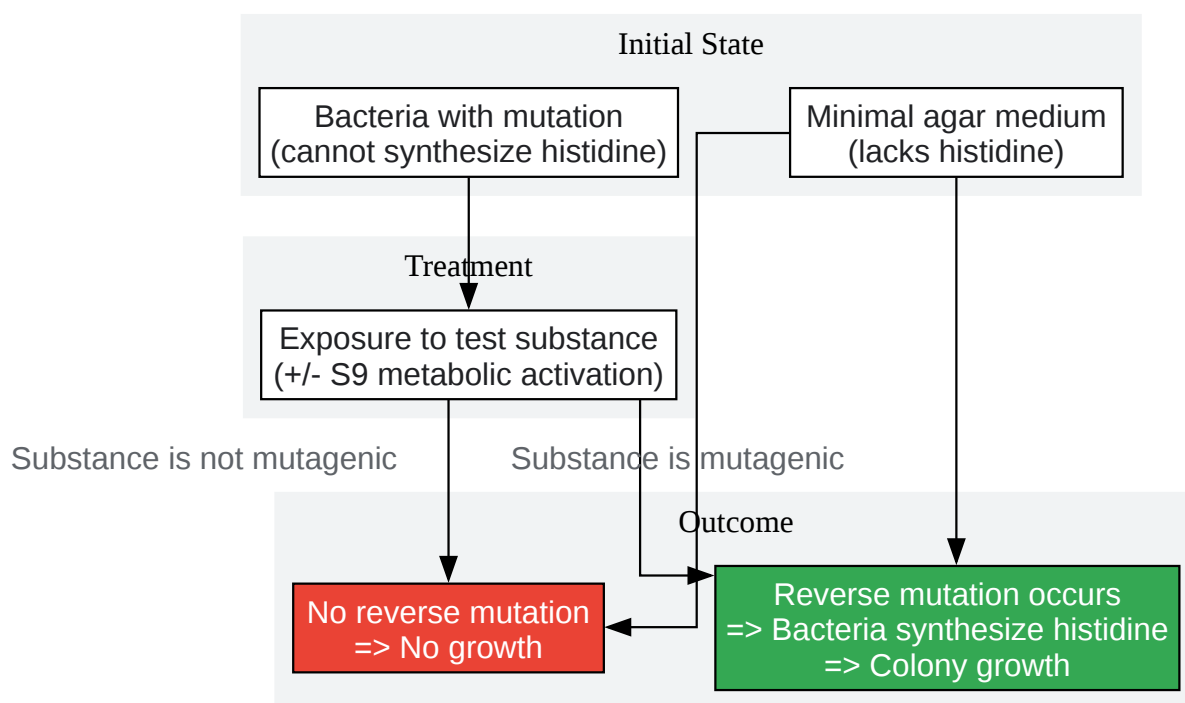 Initial State
Bacteria with mutation
(cannot synthesize histidine)
Minimal agar medium
(lacks histidine)
Treatment
Exposure to test substance
(+/- S9 metabolic activation)
Substance is not mutagenic
Substance is mutagenic
Outcome
No reverse mutation
=> No growth
Reverse mutation occurs
=> Bacteria synthesize histidine
=> Colony growth